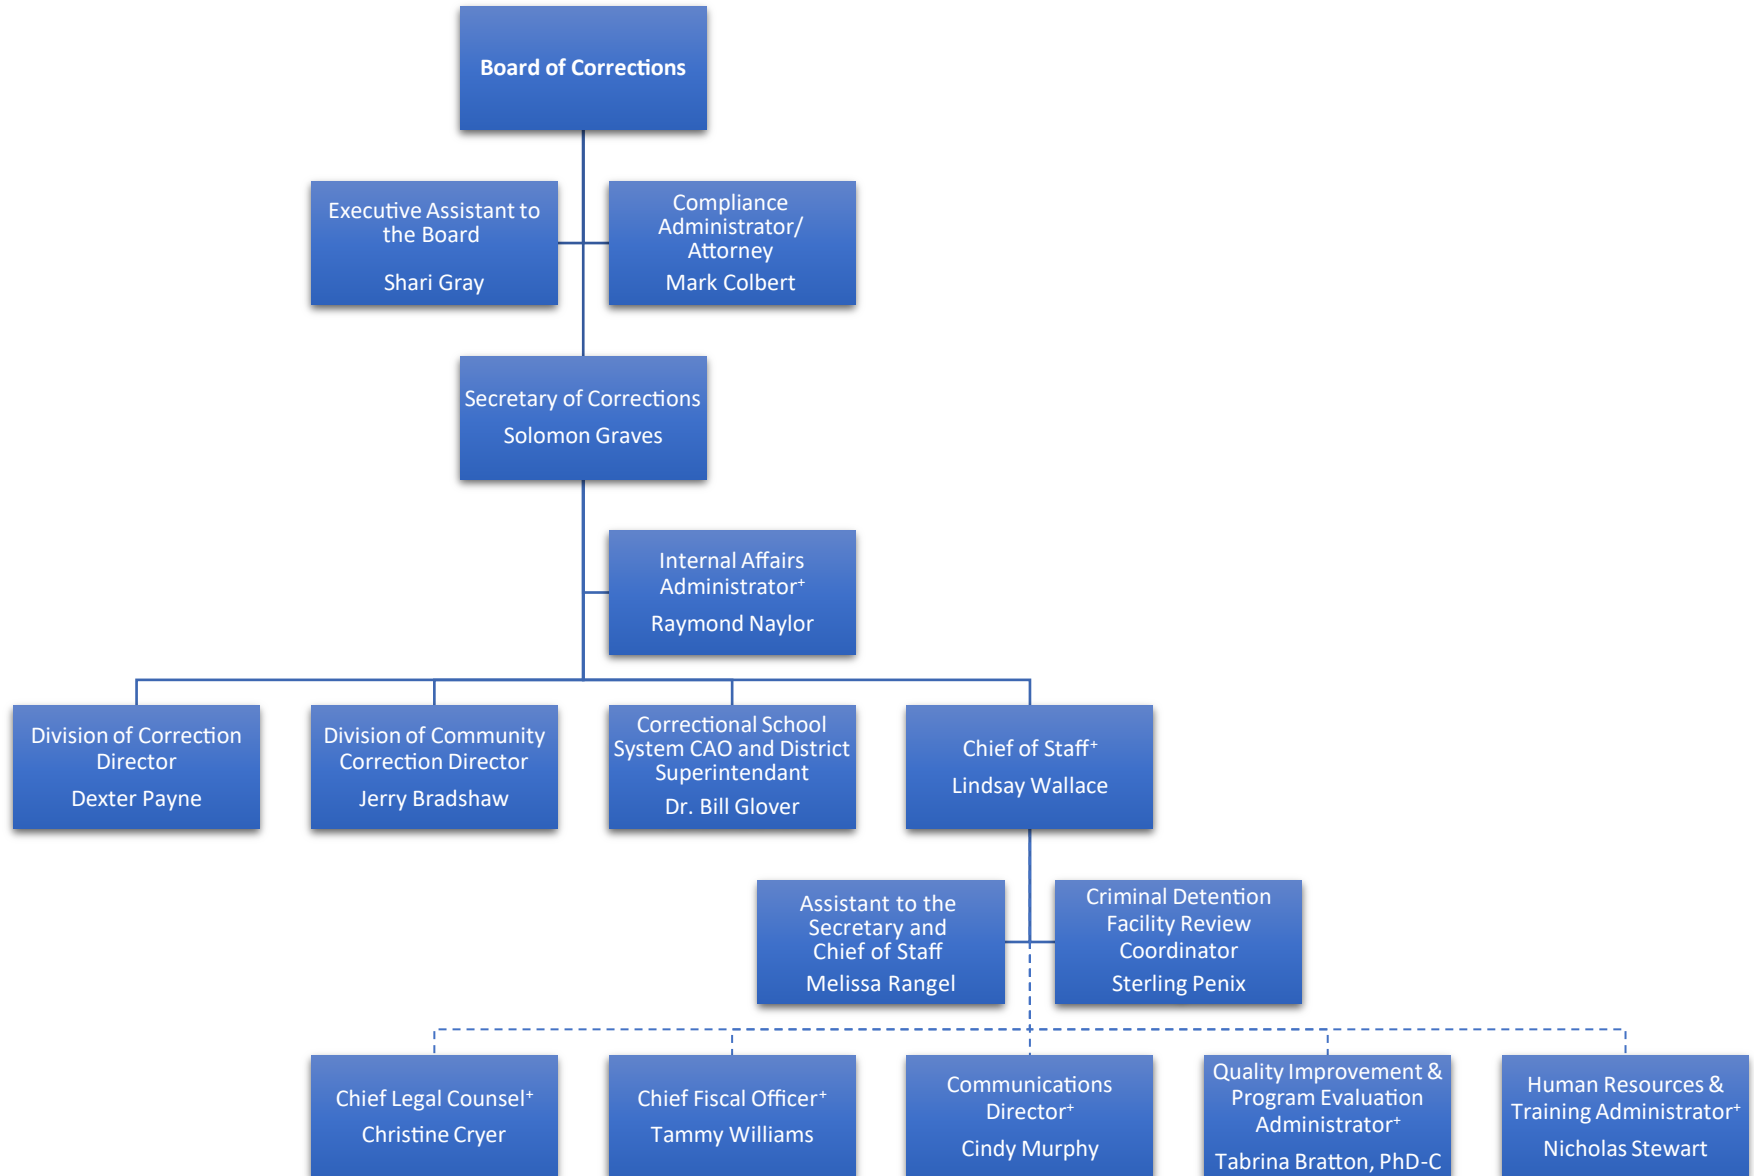 Board of Corrections
Executive Assistant to
the Board
Shari Gray
Compliance
Administrator/
Attorney
Mark Colbert
Secretary of Corrections
Solomon Graves
Internal Affairs
Administrator⁺
Raymond Naylor
Division of Correction
Director
Dexter Payne
Division of Community
Correction Director
Jerry Bradshaw
Correctional School
System CAO and District
Superintendant
Dr. Bill Glover
Chief of Staff⁺
Lindsay Wallace
Assistant to the
Secretary and
Chief of Staff
Melissa Rangel
Criminal Detention
Facility Review
Coordinator
Sterling Penix
Chief Legal Counsel⁺
Christine Cryer
Chief Fiscal Officer⁺
Tammy Williams
Communications
Director⁺
Cindy Murphy
Quality Improvement &
Program Evaluation
Administrator⁺
Tabrina Bratton, PhD-C
Human Resources &
Training Administrator⁺
Nicholas Stewart